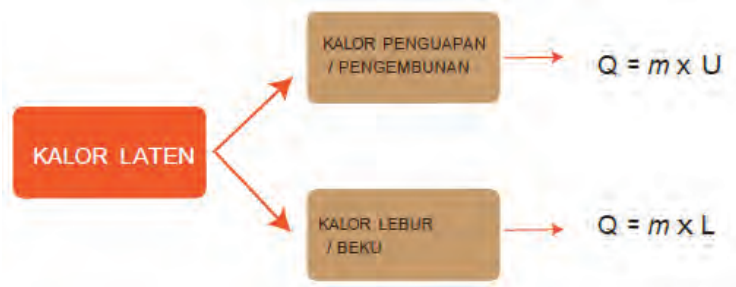 KALOR LATEN
KALOR PENGUAPAN
/ PENGEMBUNAN
Q = m x U
KALOR LEBUR
/ BEKU
Q = m x L